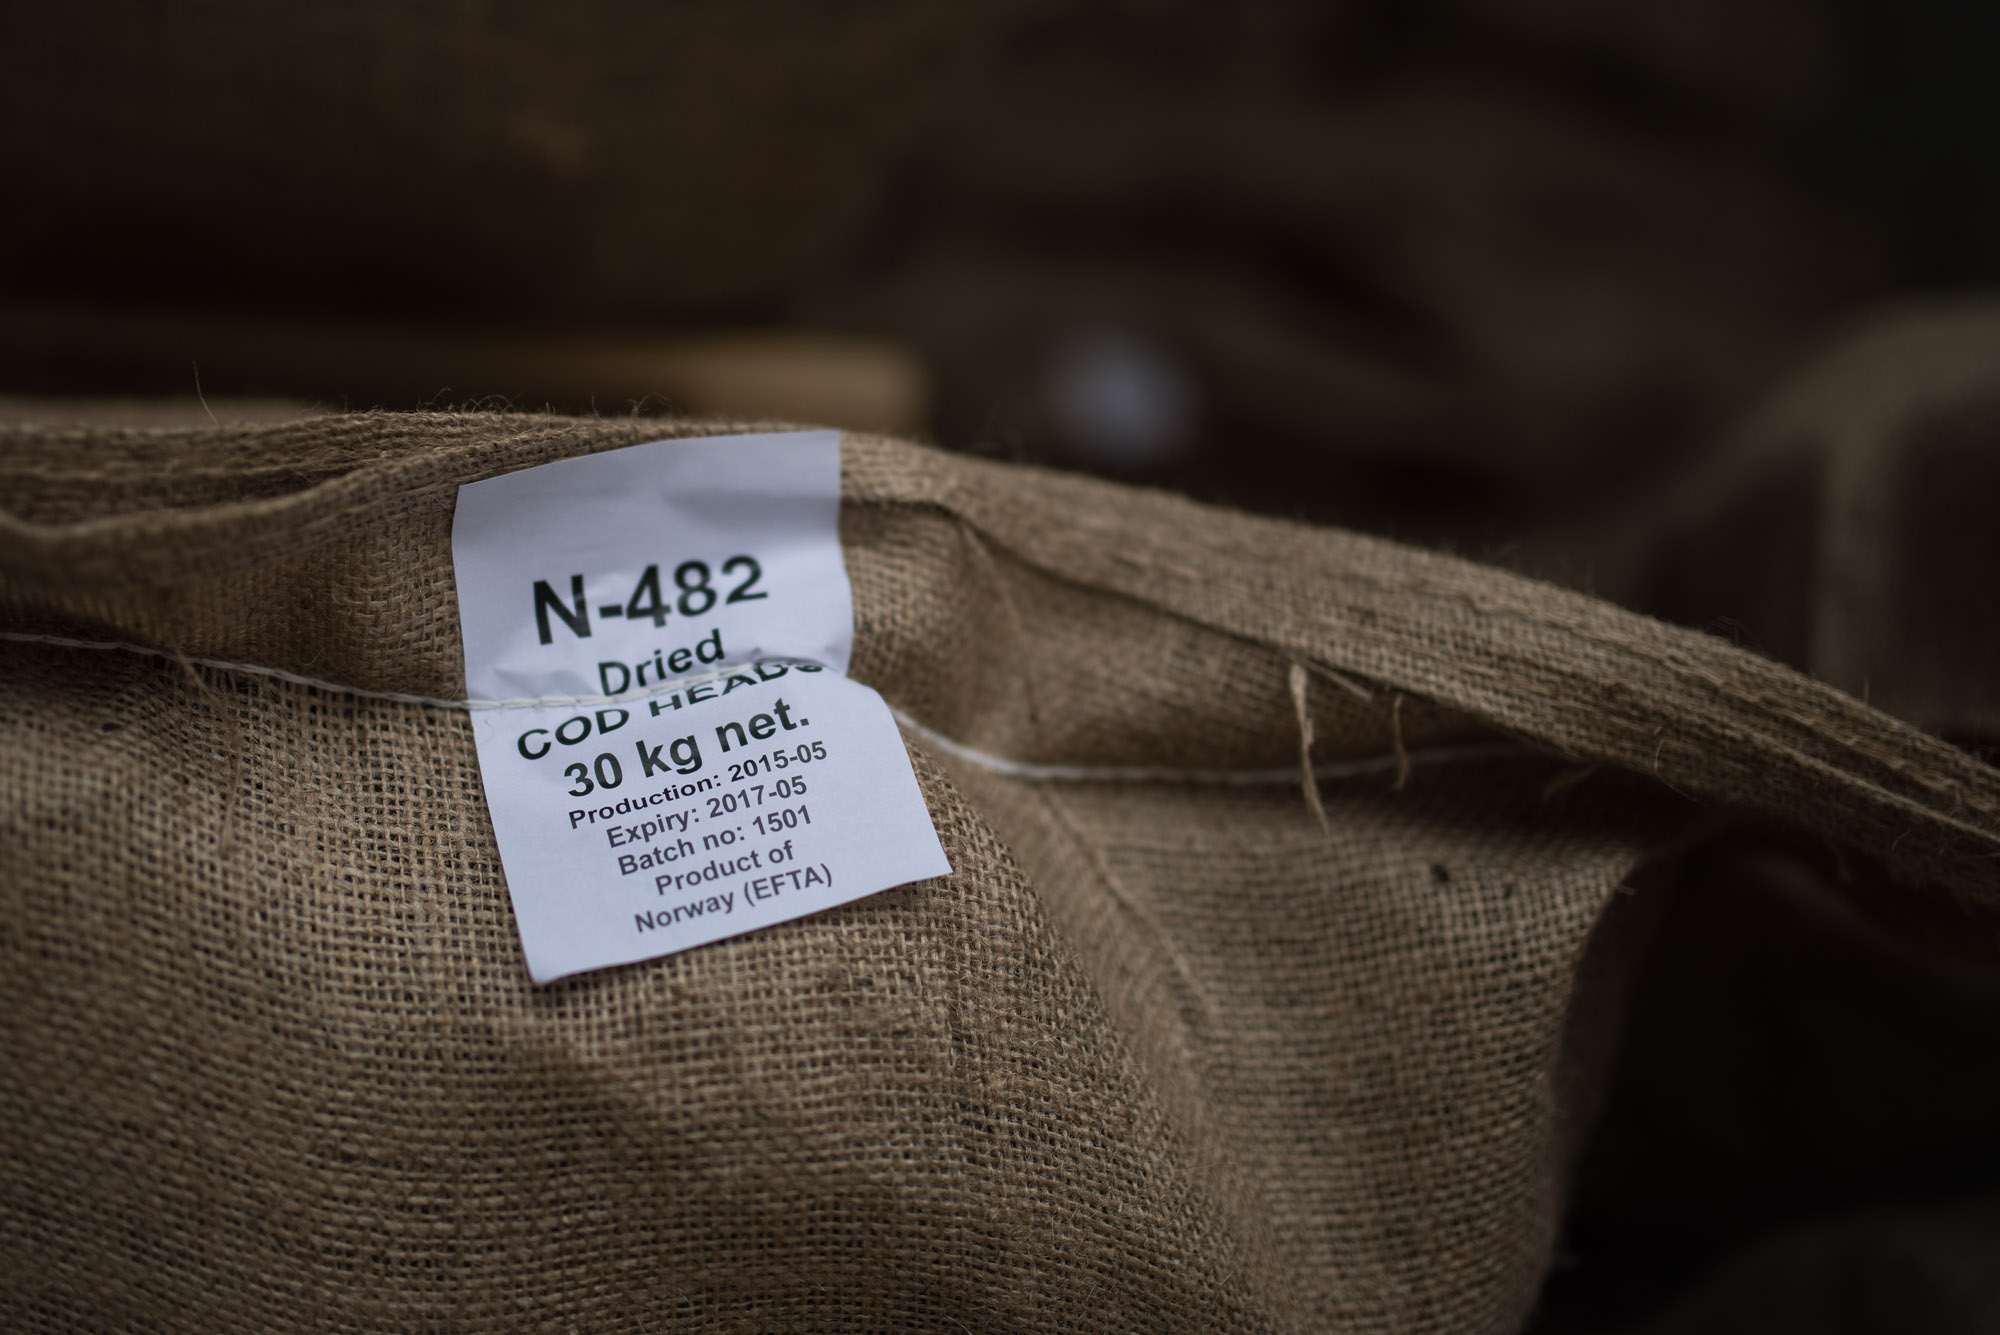 N-482
Dried
COD HEADS
30 kg net.
Production: 2015-05
Expiry: 2017-05
Batch no: 1501
Product of
Norway (EFTA)